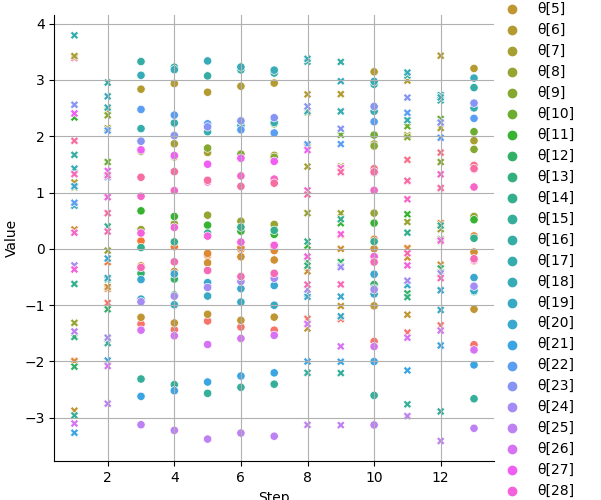 4
3
2
1
0
−1
−2
−3
Value
2
4
6
8
10
12
Step
θ[5]
θ[6]
θ[7]
θ[8]
θ[9]
θ[10]
θ[11]
θ[12]
θ[13]
θ[14]
θ[15]
θ[16]
θ[17]
θ[18]
θ[19]
θ[20]
θ[21]
θ[22]
θ[23]
θ[24]
θ[25]
θ[26]
θ[27]
θ[28]